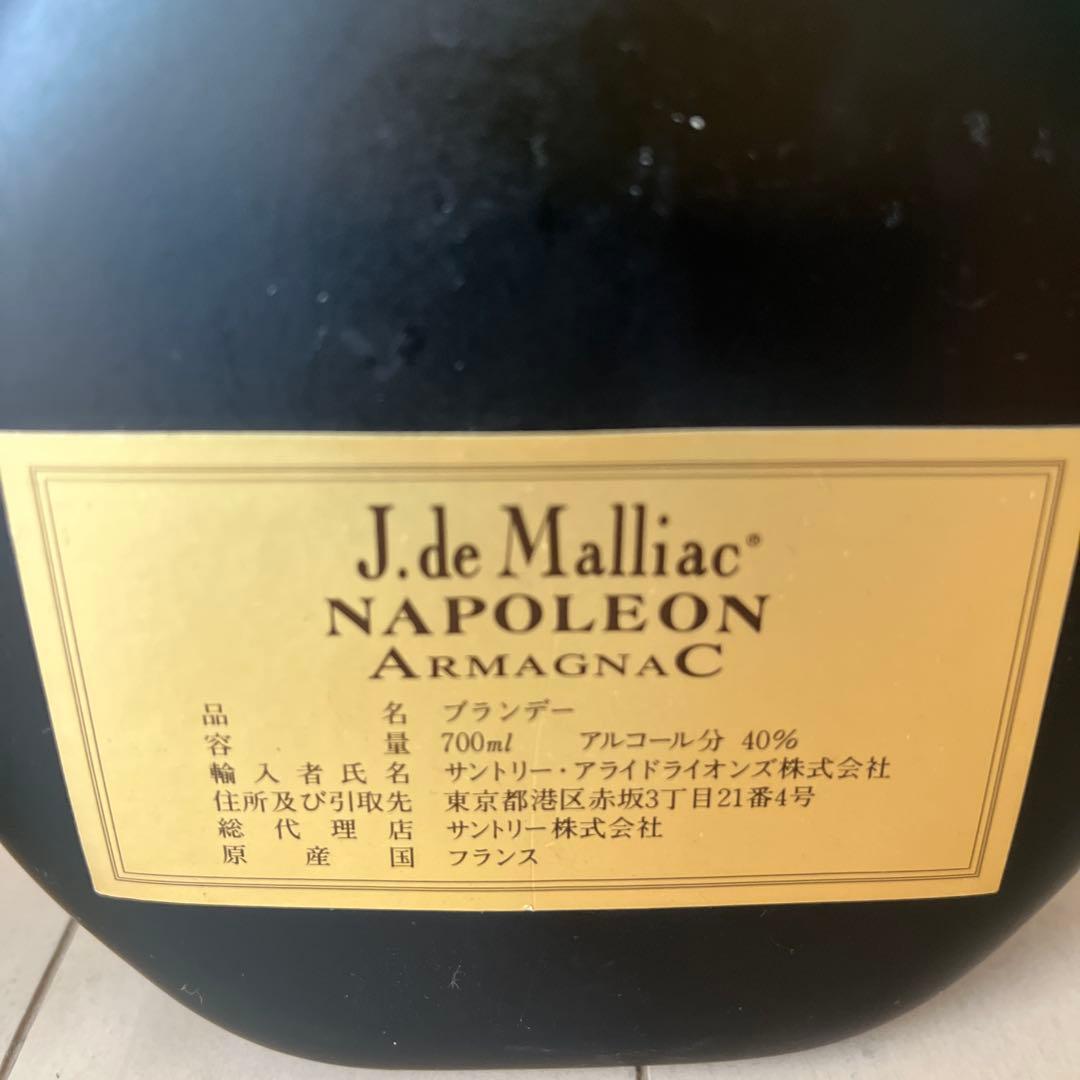 J. de Malliac®
NAPOLEON
ARMAGNAC
品名 ブランデー
容量 700ml アルコール分 40%
輸入者氏名 サントリー・アライドライオンズ株式会社
住所及び引取先 東京都港区赤坂3丁目21番4号
総代理店 サントリー株式会社
原産国 フランス